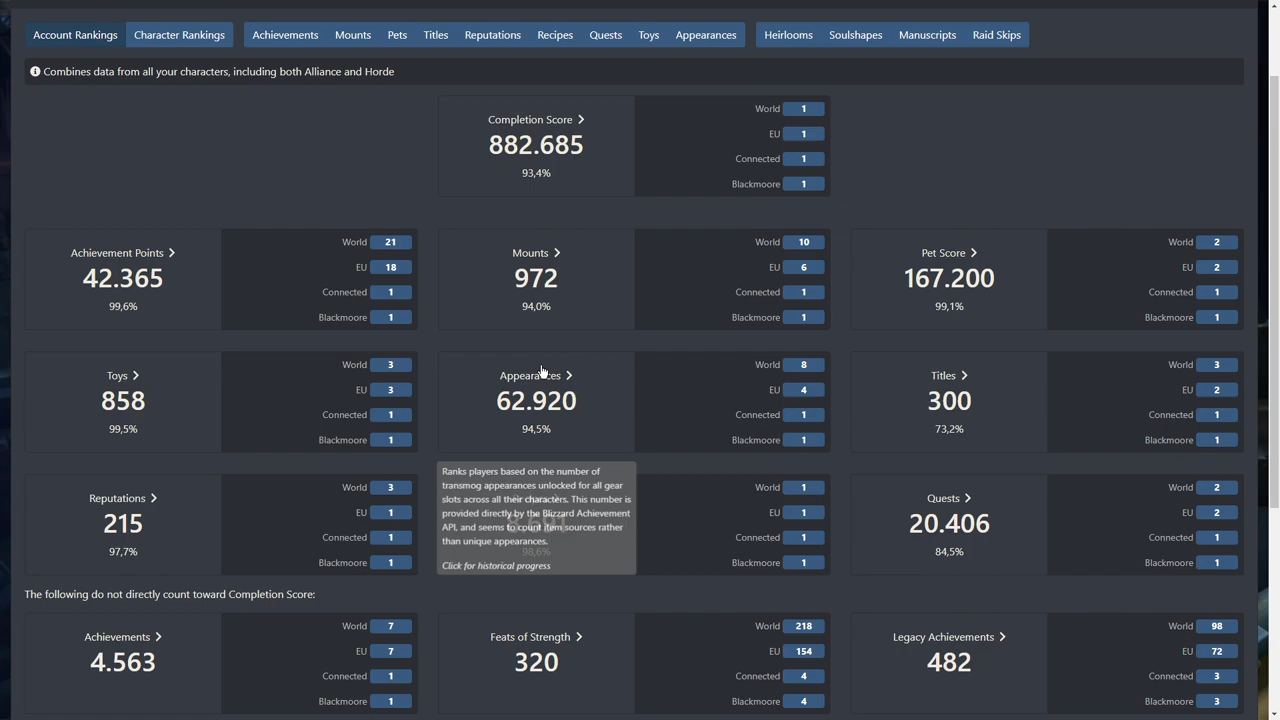 Account Rankings Character Rankings Achievements Mounts Pets Titles Reputations Recipes Quests Toys Appearances Heirlooms Soulshapes Manuscripts Raid Skips
Combines data from all your characters, including both Alliance and Horde
Completion Score
882.685
93,4%
World 1
EU 1
Connected 1
Blackmoore 1
Achievement Points
42.365
99,6%
World 21
EU 18
Connected 1
Blackmoore 1
Mounts
972
94,0%
World 10
EU 6
Connected 1
Blackmoore 1
Pet Score
167.200
99,1%
World 2
EU 2
Connected 1
Blackmoore 1
Toys
858
99,5%
World 3
EU 3
Connected 1
Blackmoore 1
Appearances
62.920
94,5%
World 8
EU 4
Connected 1
Blackmoore 1
Titles
300
73,2%
World 3
EU 2
Connected 1
Blackmoore 1
Reputations
215
97,7%
World 3
EU 1
Connected 1
Blackmoore 1
Ranks players based on the number of
transmog appearances unlocked for all gear
slots across all their characters. This number is
provided directly by the Blizzard Achievement
API, and seems to count item sources rather
than unique appearances.
98,6%
Click for historical progress
World 1
EU 1
Connected 1
Blackmoore 1
Quests
20.406
84,5%
World 2
EU 2
Connected 1
Blackmoore 1
The following do not directly count toward Completion Score:
Achievements
4.563
World 7
EU 7
Connected 1
Blackmoore 1
Feats of Strength
320
World 218
EU 154
Connected 4
Blackmoore 4
Legacy Achievements
482
World 98
EU 72
Connected 3
Blackmoore 3